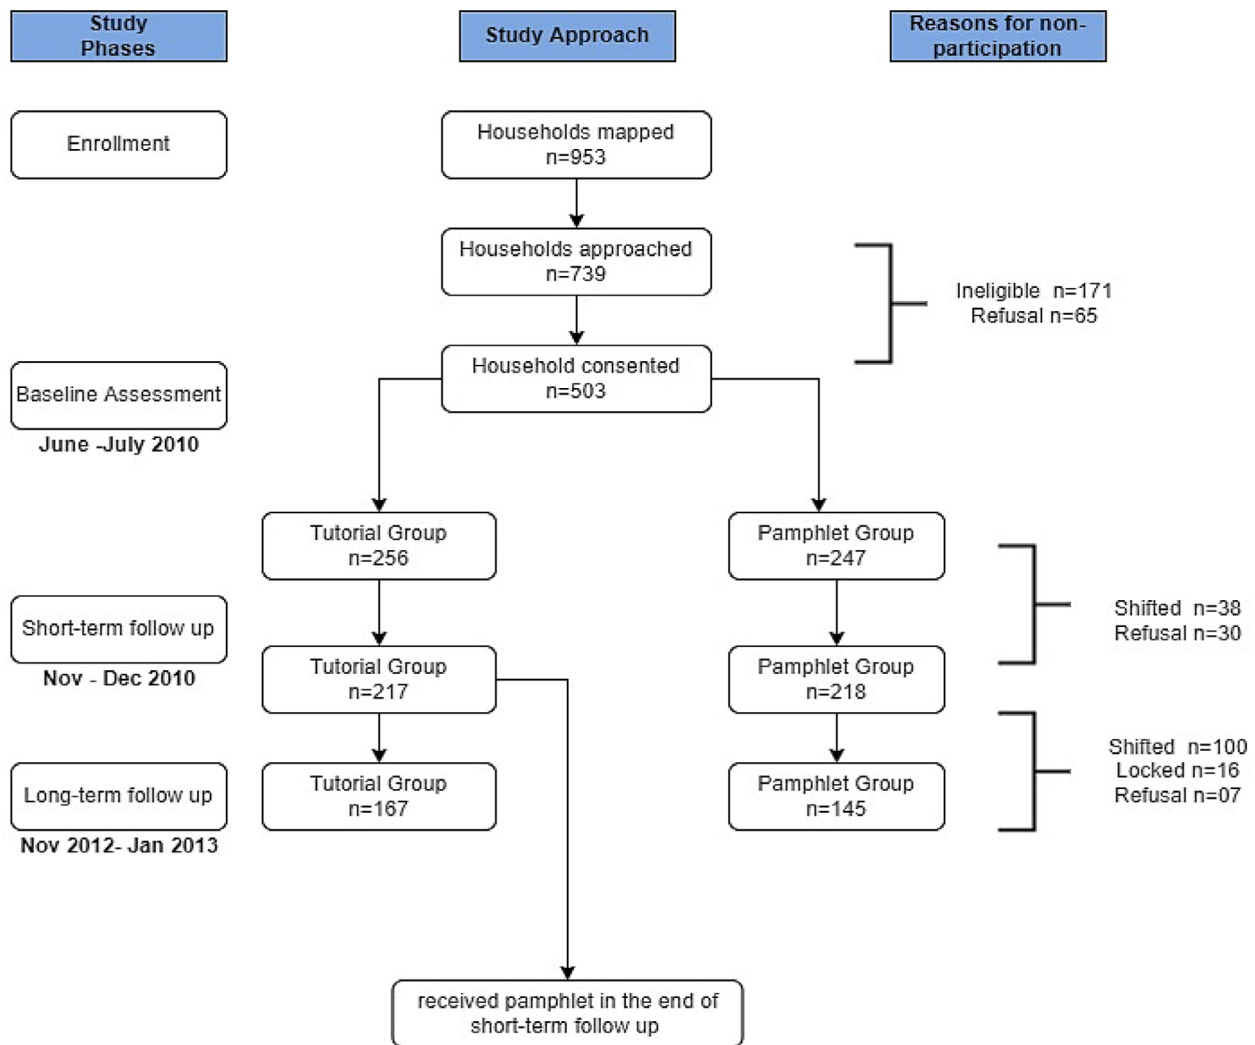 Study
Phases
Study Approach
Reasons for non-
participation
Enrollment
Households mapped
n=953
Households approached
n=739
Ineligible  n=171
Refusal n=65
Household consented
n=503
Baseline Assessment
June -July 2010
Tutorial Group
n=256
Pamphlet Group
n=247
Shifted  n=38
Refusal n=30
Short-term follow up
Nov - Dec 2010
Tutorial Group
n=217
Pamphlet Group
n=218
Shifted  n=100
Locked n=16
Refusal n=07
Long-term follow up
Nov 2012- Jan 2013
Tutorial Group
n=167
Pamphlet Group
n=145
received pamphlet in the end of
short-term follow up